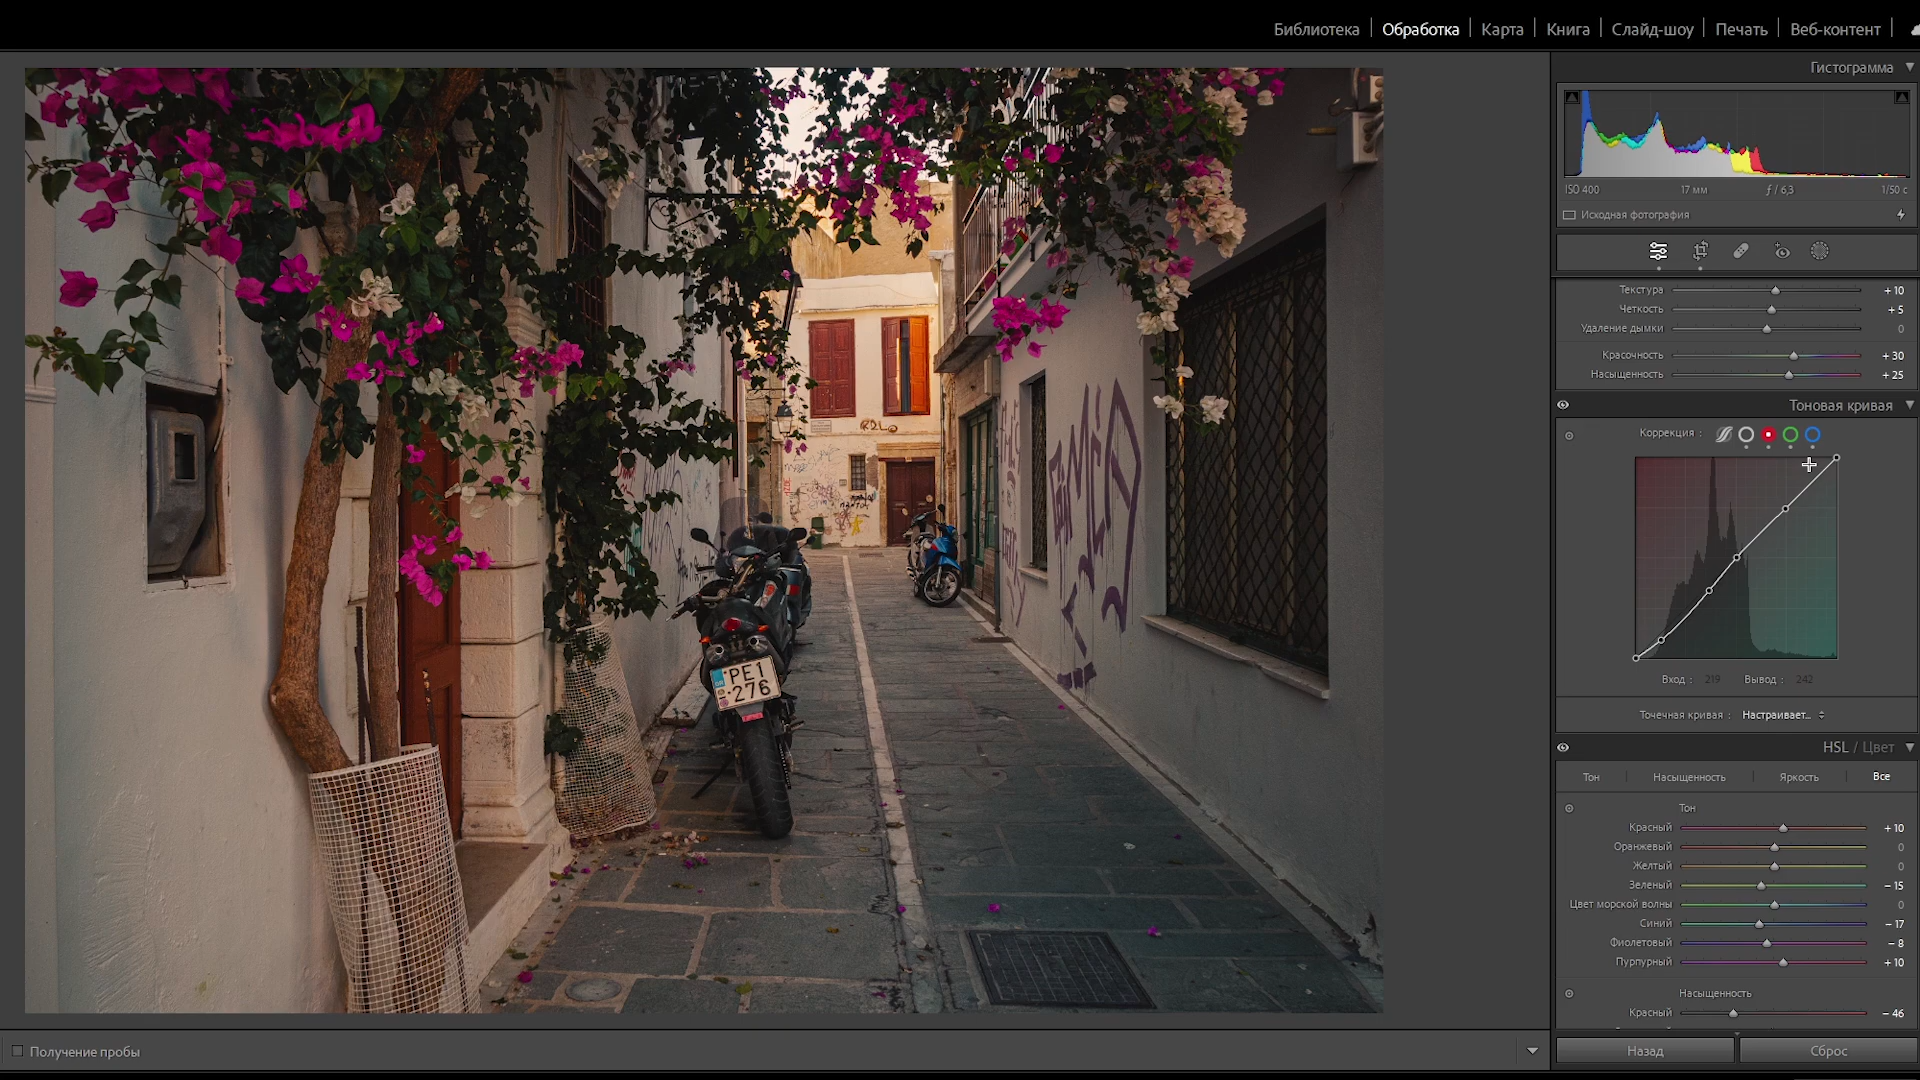 Библиотека | Обработка | Карта | Книга | Слайд-шоу | Печать | Веб-контент |
Гистограмма
ISO 400 17 мм ƒ / 6,3 1/50 с
Исходная фотография
Текстура +10
Четкость +5
Удаление дымки 0
Красочность +30
Насыщенность +25
Тоновая кривая
Коррекция :
Вход : 219 Вывод : 242
Точечная кривая : Настраивает...
HSL / Цвет
Тон | Насыщенность | Яркость | Все
Тон
Красный +10
Оранжевый 0
Желтый 0
Зеленый -15
Цвет морской волны 0
Синий -17
Фиолетовый -8
Пурпурный +10
Насыщенность
Красный -46
Назад Сброс
Получение пробы
PE1
276